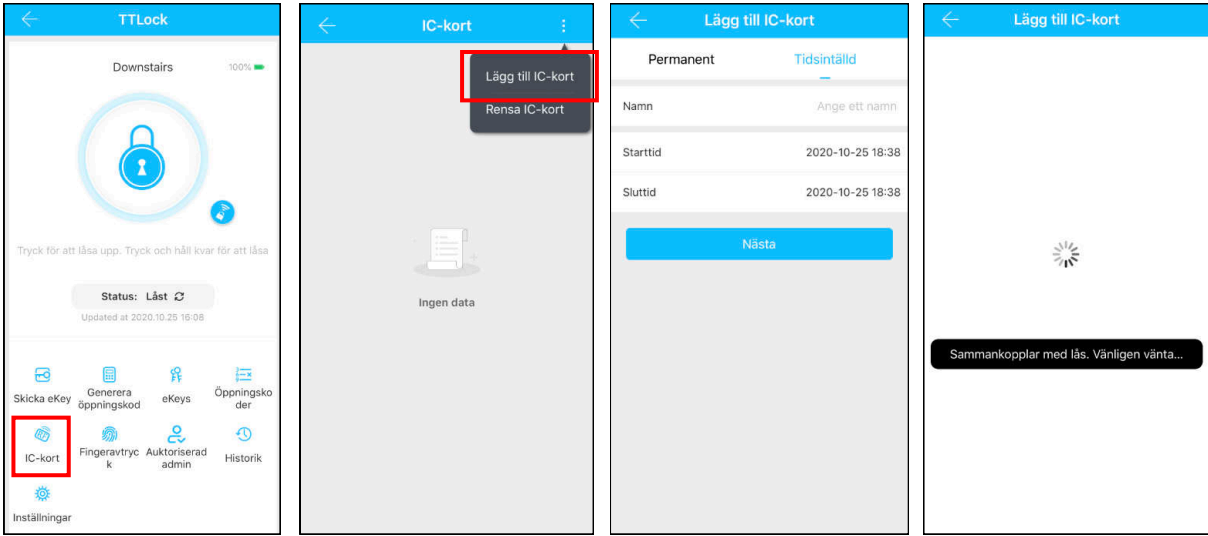 TTLock
Downstairs
100%
Tryck för att låsa upp. Tryck och håll kvar för att låsa
Status: Låst
Updated at 2020.10.25 16:08
Skicka eKey
Generera
öppningskod
eKeys
Öppningsko
der
IC-kort
Fingeravtryc
k
Auktoriserad
admin
Historik
Inställningar
IC-kort
Lägg till IC-kort
Rensa IC-kort
Ingen data
Lägg till IC-kort
Permanent
Tidsintälld
Namn
Ange ett namn
Starttid
2020-10-25 18:38
Sluttid
2020-10-25 18:38
Nästa
Lägg till IC-kort
Sammankopplar med lås. Vänligen vänta...